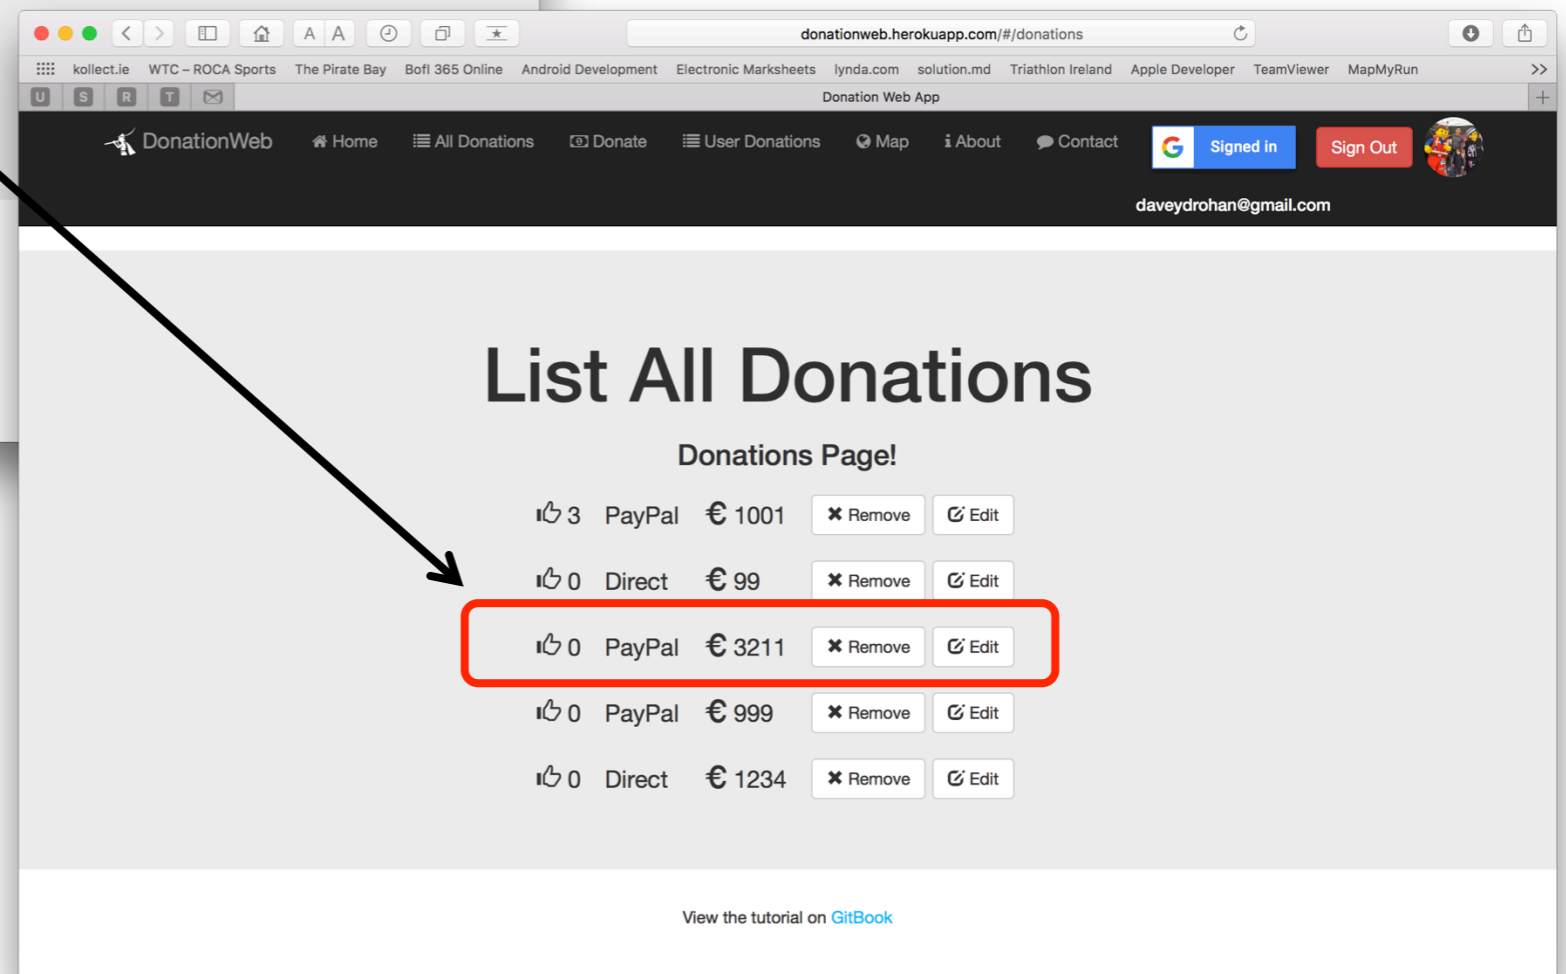 A A donationweb.herokuapp.com/#/donations
kollect.ie WTC – ROCA Sports The Pirate Bay BofI 365 Online Android Development Electronic Marksheets lynda.com solution.md Triathlon Ireland Apple Developer TeamViewer MapMyRun >>
U S R T Donation Web App +
DonationWeb Home All Donations Donate User Donations Map i About Contact G Signed in Sign Out
daveydrohan@gmail.com
List All Donations
Donations Page!
3 PayPal € 1001 ✖ Remove Edit
0 Direct € 99 ✖ Remove Edit
0 PayPal € 3211 ✖ Remove Edit
0 PayPal € 999 ✖ Remove Edit
0 Direct € 1234 ✖ Remove Edit
View the tutorial on GitBook